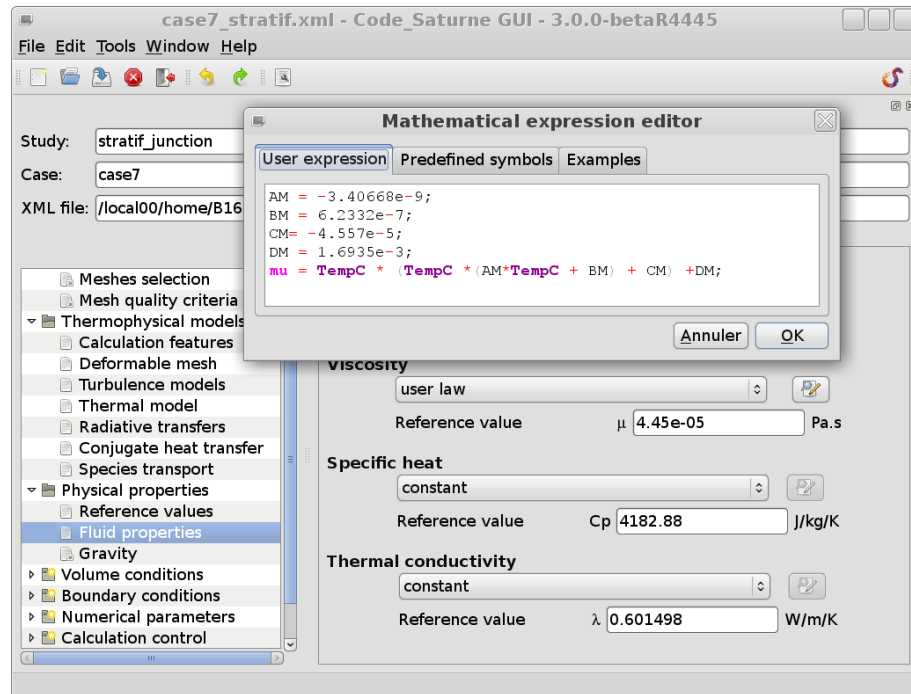 case7_stratif.xml - Code_Saturne GUI - 3.0.0-betaR4445
File Edit Tools Window Help
Study: stratif_junction
Case: case7
XML file: /local00/home/B16
Mathematical expression editor
User expression Predefined symbols Examples
AM = -3.40668e-9;
BM = 6.2332e-7;
CM= -4.557e-5;
DM = 1.6935e-3;
mu = TempC * (TempC *(AM*TempC + BM) + CM) +DM;
Annuler OK
Meshes selection
Mesh quality criteria
Thermophysical models
Calculation features
Deformable mesh
Turbulence models
Thermal model
Radiative transfers
Conjugate heat transfer
Species transport
Physical properties
Reference values
Fluid properties
Gravity
Volume conditions
Boundary conditions
Numerical parameters
Calculation control
Viscosity
user law
Reference value μ 4.45e-05 Pa.s
Specific heat
constant
Reference value Cp 4182.88 J/kg/K
Thermal conductivity
constant
Reference value λ 0.601498 W/m/K